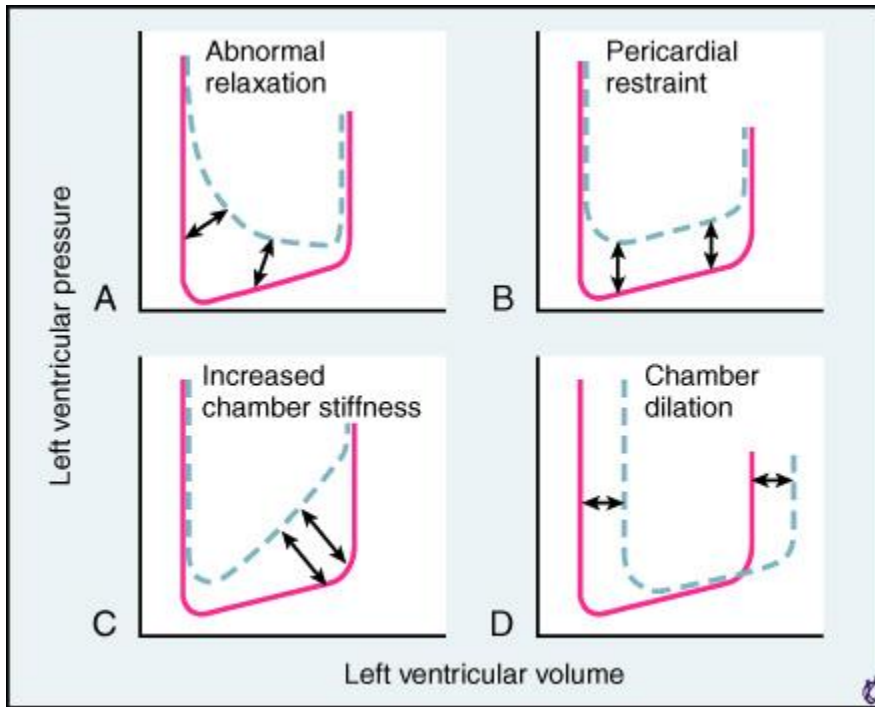 Abnormal
relaxation
Pericardial
restraint
A
B
Left ventricular pressure
Increased
chamber stiffness
Chamber
dilation
C
D
Left ventricular volume